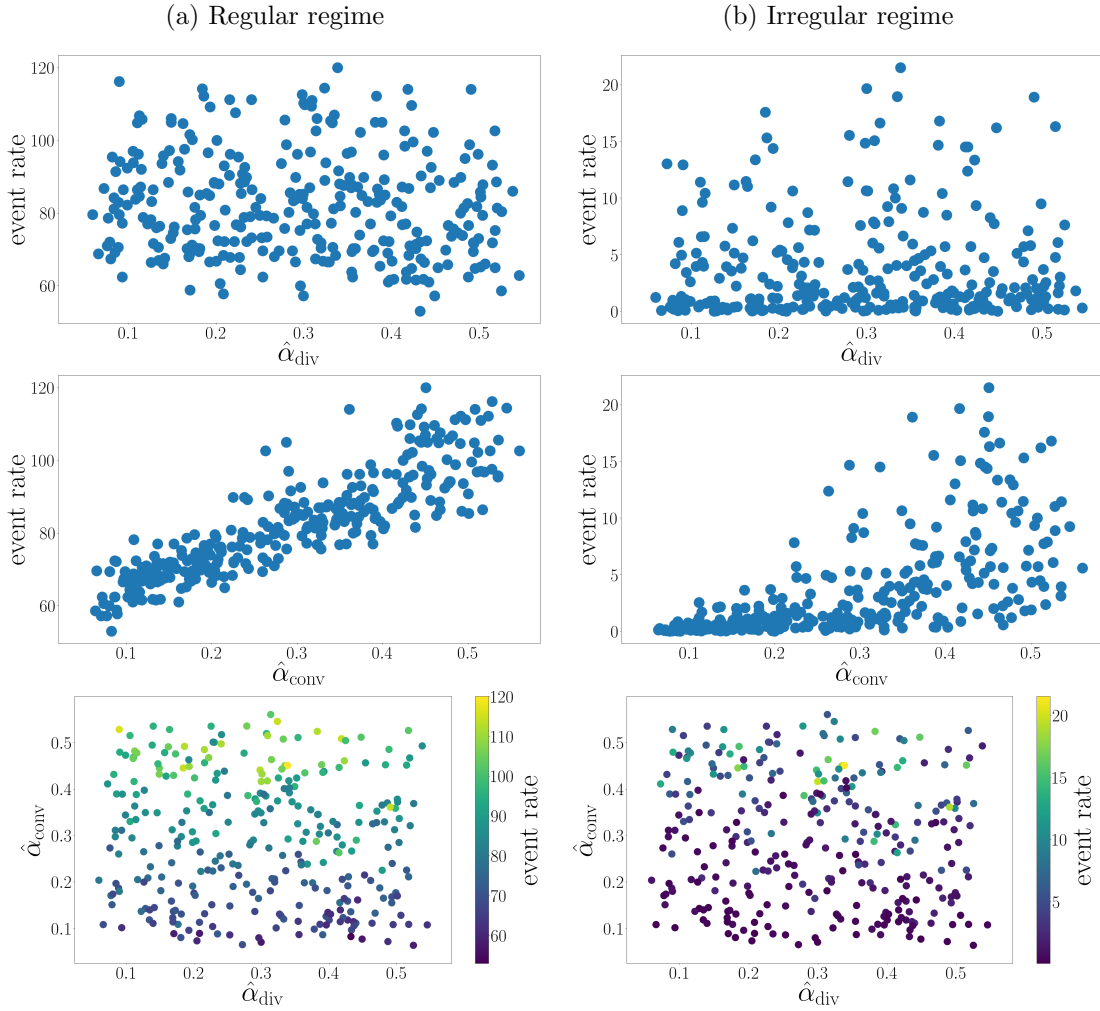 (a) Regular regime
(b) Irregular regime
event rate
120
100
80
60
0.1 0.2 0.3 0.4 0.5
α̂div
event rate
20
15
10
5
0
0.1 0.2 0.3 0.4 0.5
α̂div
event rate
120
100
80
60
0.1 0.2 0.3 0.4 0.5
α̂conv
event rate
20
15
10
5
0
0.1 0.2 0.3 0.4 0.5
α̂conv
α̂conv
0.5
0.4
0.3
0.2
0.1
0.1 0.2 0.3 0.4 0.5
α̂div
120
110
100
90
80
70
60
event rate
α̂conv
0.5
0.4
0.3
0.2
0.1
0.1 0.2 0.3 0.4 0.5
α̂div
20
15
10
5
event rate